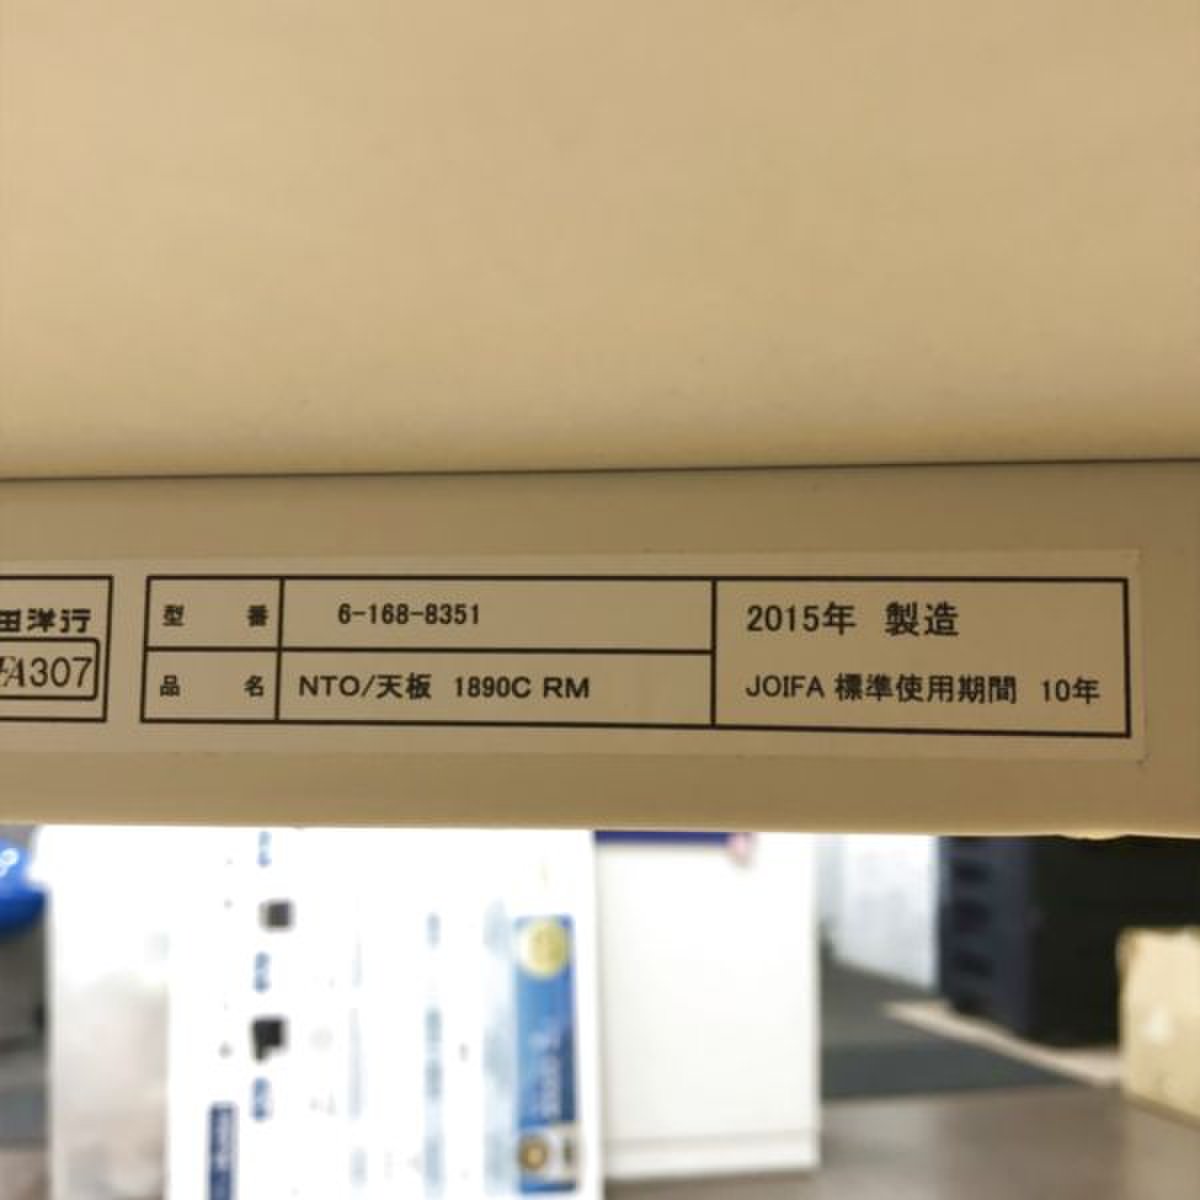 田洋行
FA307
型番 6-168-8351
品名 NTO/天板 1890C RM
2015年 製造
JOIFA 標準使用期間 10年